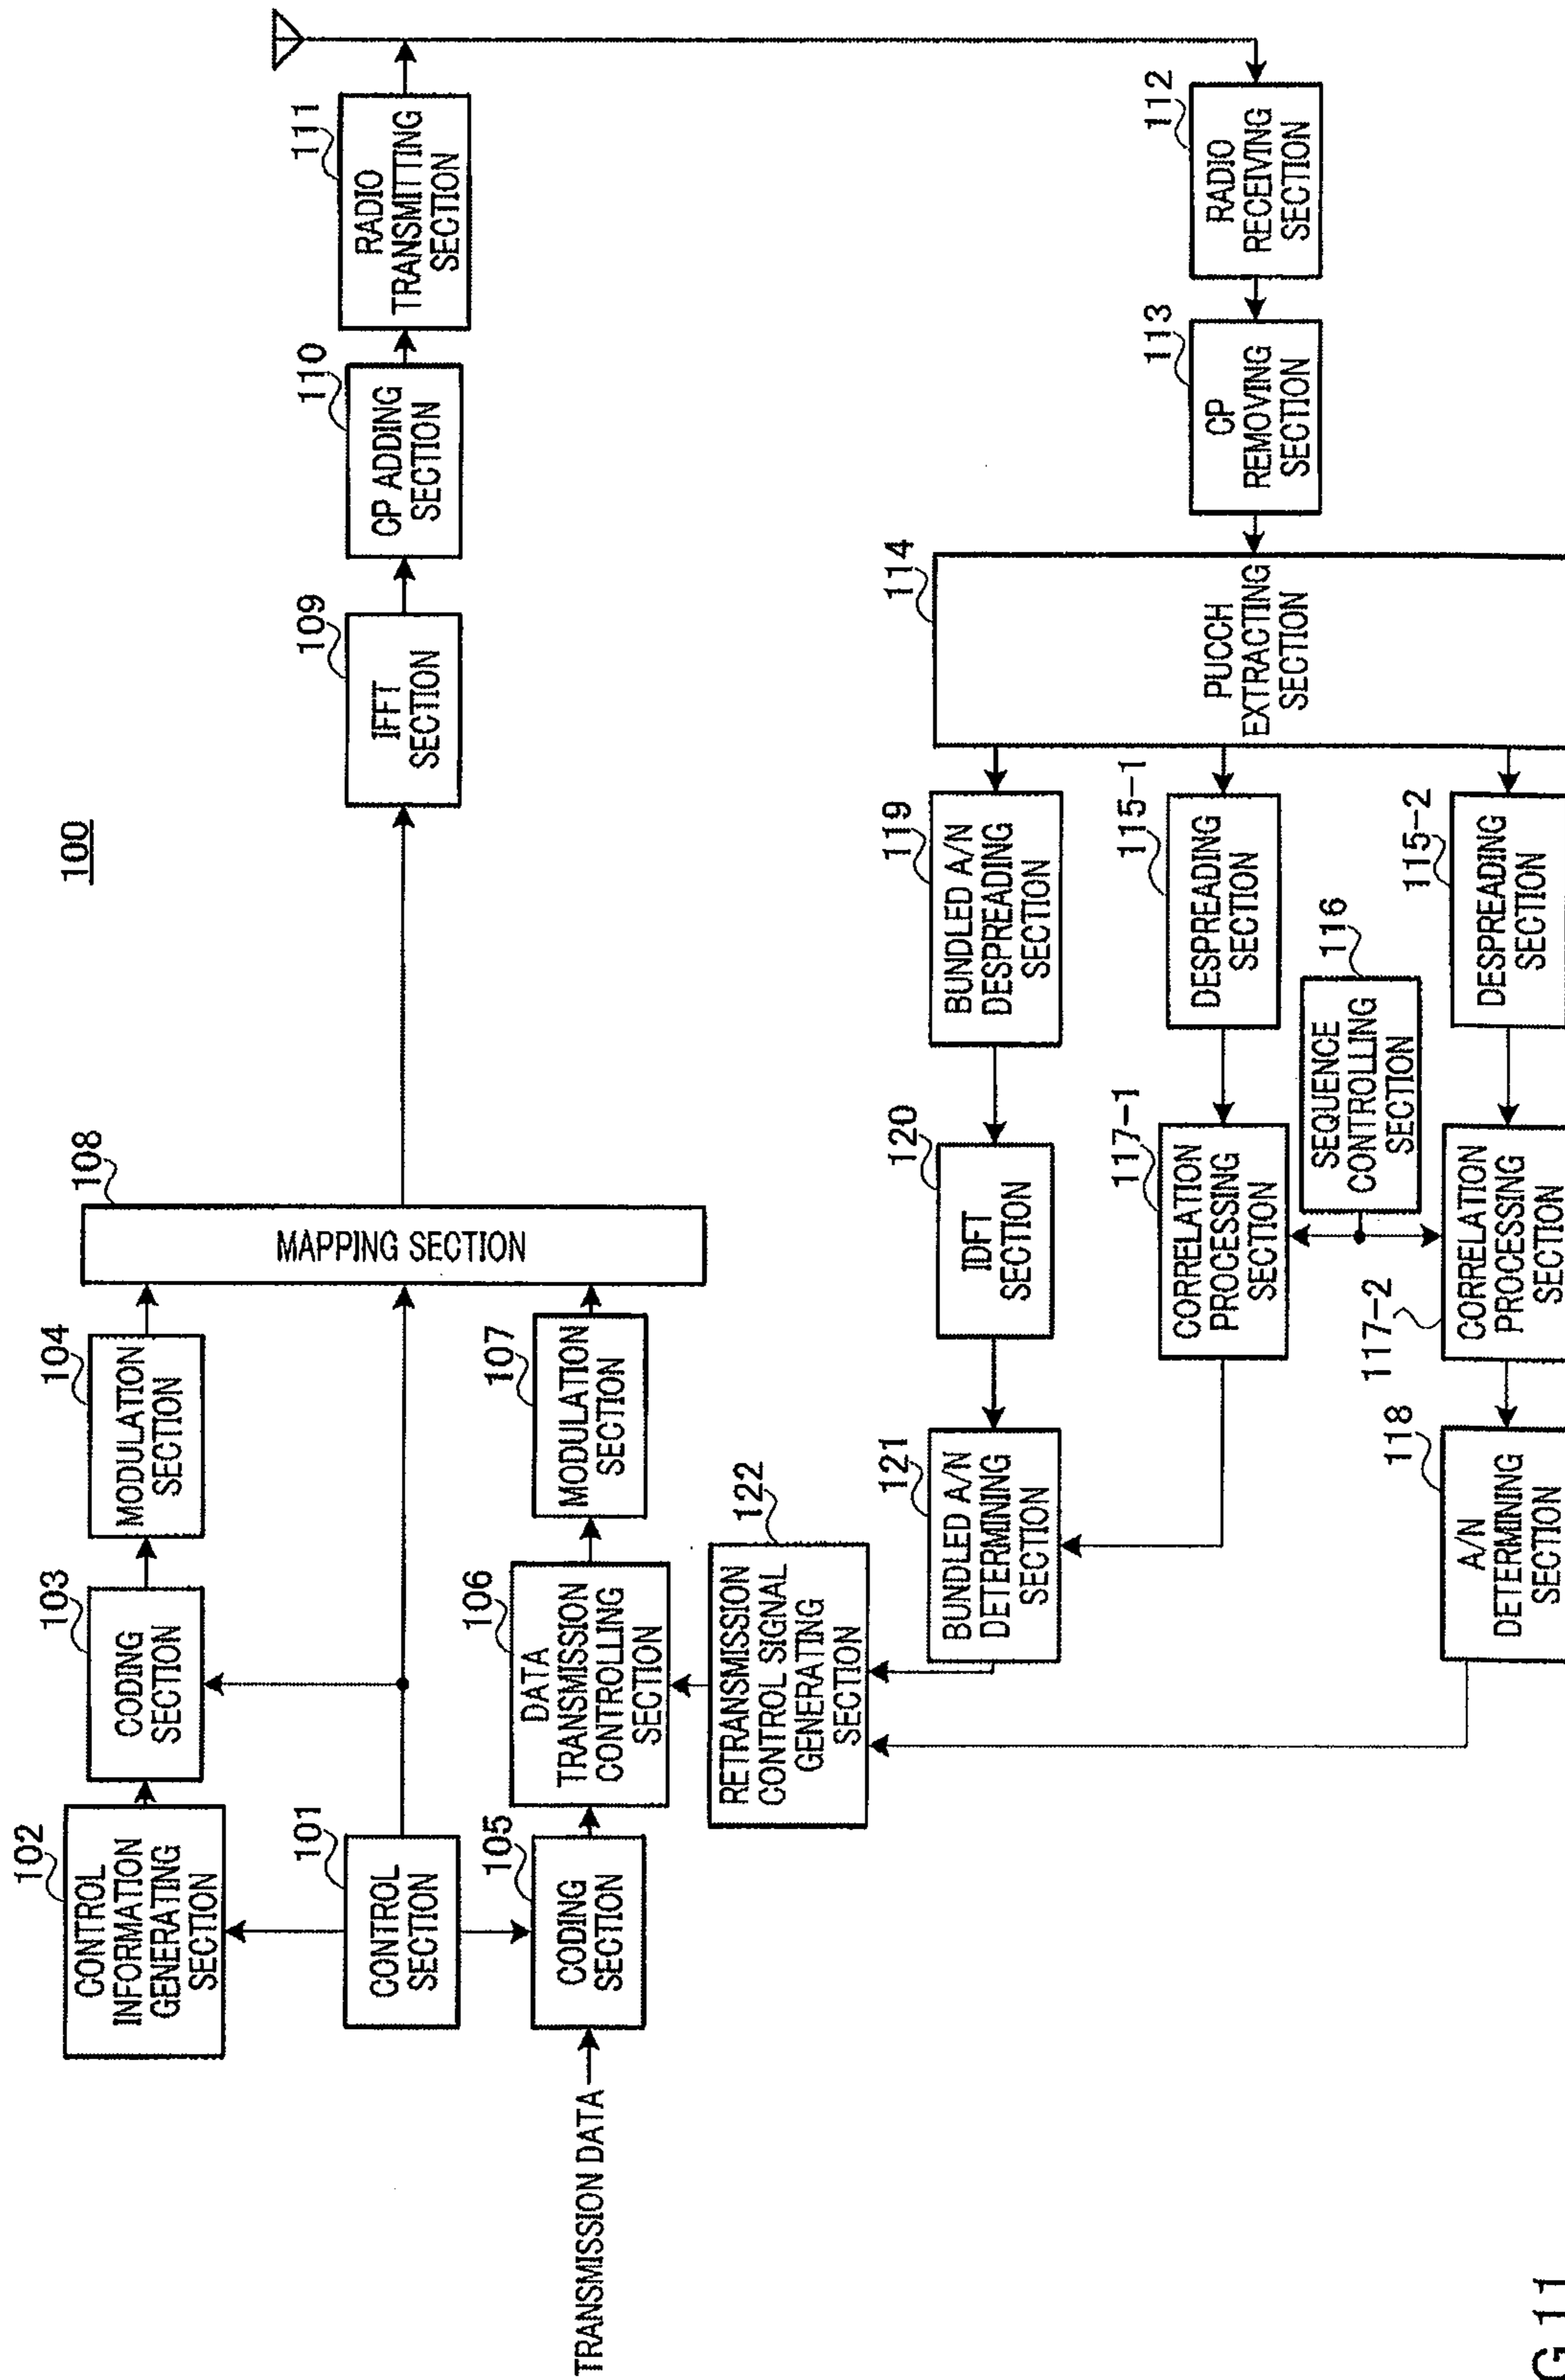 100
102
CONTROL
INFORMATION
GENERATING
SECTION
103
CODING
SECTION
104
MODULATION
SECTION
108
MAPPING SECTION
101
CONTROL
SECTION
109
IFFT
SECTION
110
CP ADDING
SECTION
111
RADIO
TRANSMITTING
SECTION
TRANSMISSION DATA
105
CODING
SECTION
106
DATA
TRANSMISSION
CONTROLLING
SECTION
107
MODULATION
SECTION
122
RETRANSMISSION
CONTROL SIGNAL
GENERATING
SECTION
121
BUNDLED A/N
DETERMINING
SECTION
120
IDFT
SECTION
119
BUNDLED A/N
DESPREADING
SECTION
114
PUCCH
EXTRACTING
SECTION
113
CP
REMOVING
SECTION
112
RADIO
RECEIVING
SECTION
117-1
CORRELATION
PROCESSING
SECTION
115-1
DESPREADING
SECTION
116
SEQUENCE
CONTROLLING
SECTION
118
A/N
DETERMINING
SECTION
117-2
CORRELATION
PROCESSING
SECTION
115-2
DESPREADING
SECTION
G.11